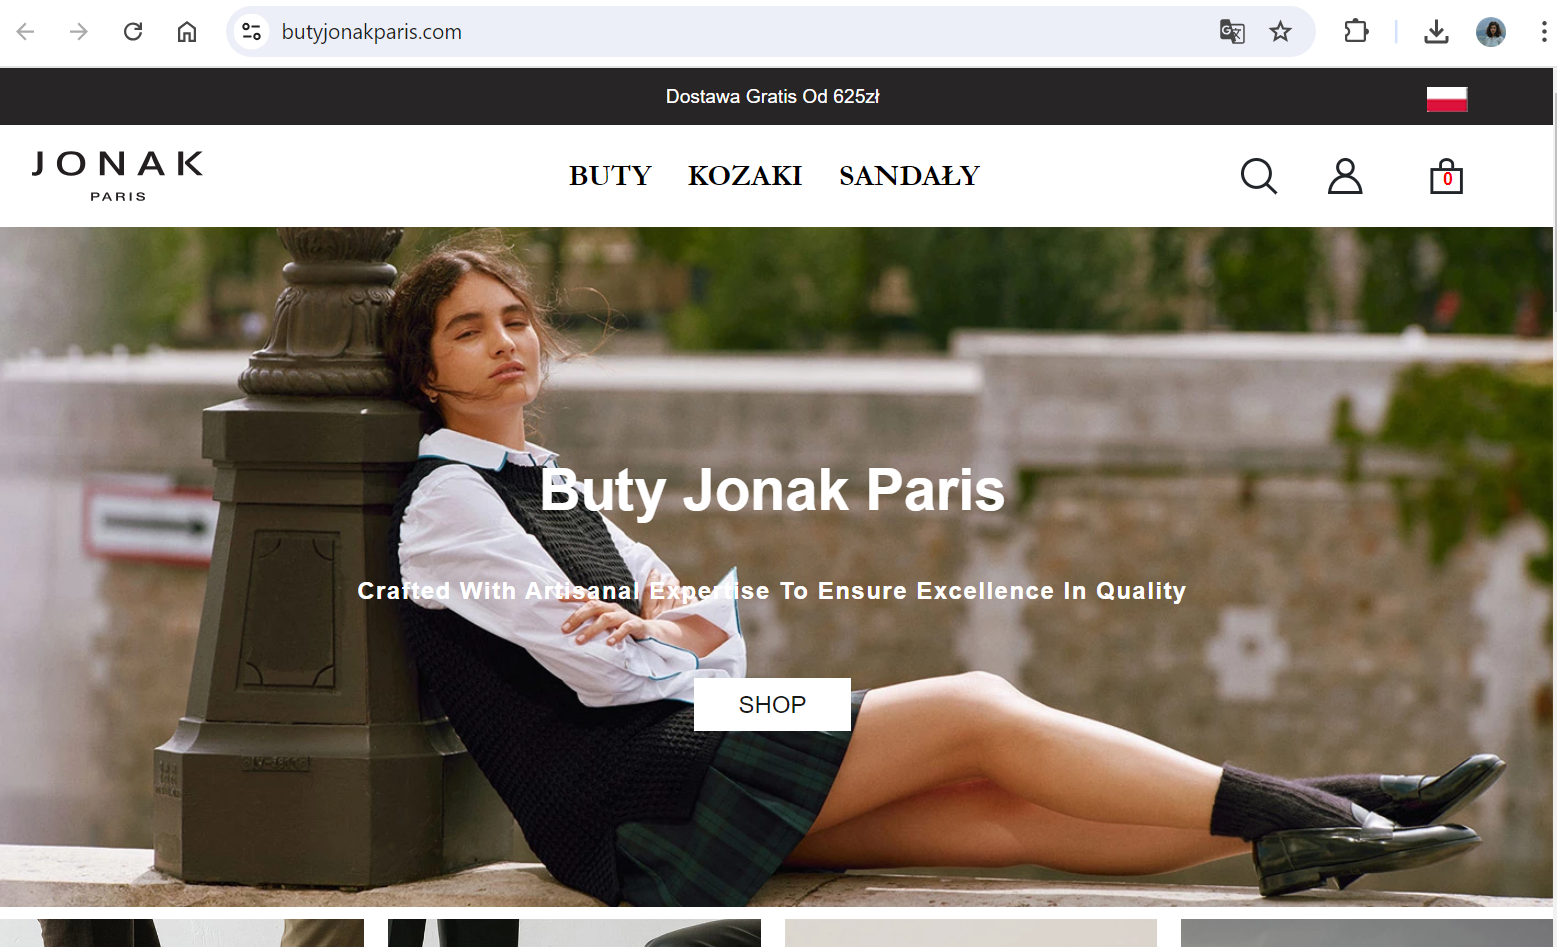 butyjonakparis.com
Dostawa Gratis Od 625zł
JONAK
PARIS
BUTY KOZAKI SANDAŁY
0
Buty Jonak Paris
Crafted With Artisanal Expertise To Ensure Excellence In Quality
SHOP